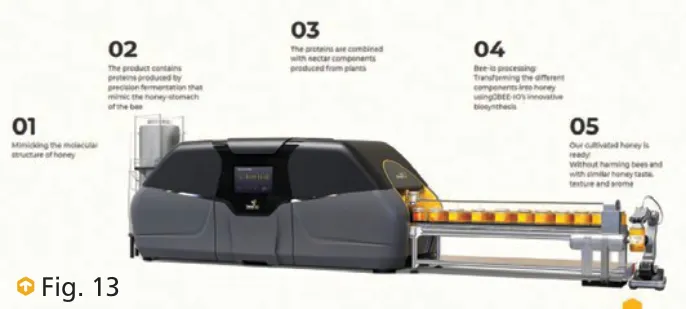 01
Mimicking the molecular
structure of honey
02
The product contains
proteins produced by
precision fermentation that
mimic the honey-stomach
of the bee
03
The proteins are combined
with nectar components
produced from plants
04
Bee-io processing:
Transforming the different
components into honey
using BEE-IO's innovative
biosynthesis
05
Our cultivated honey is
ready!
Without harming bees and
with similar honey taste,
texture and aroma
Fig. 13